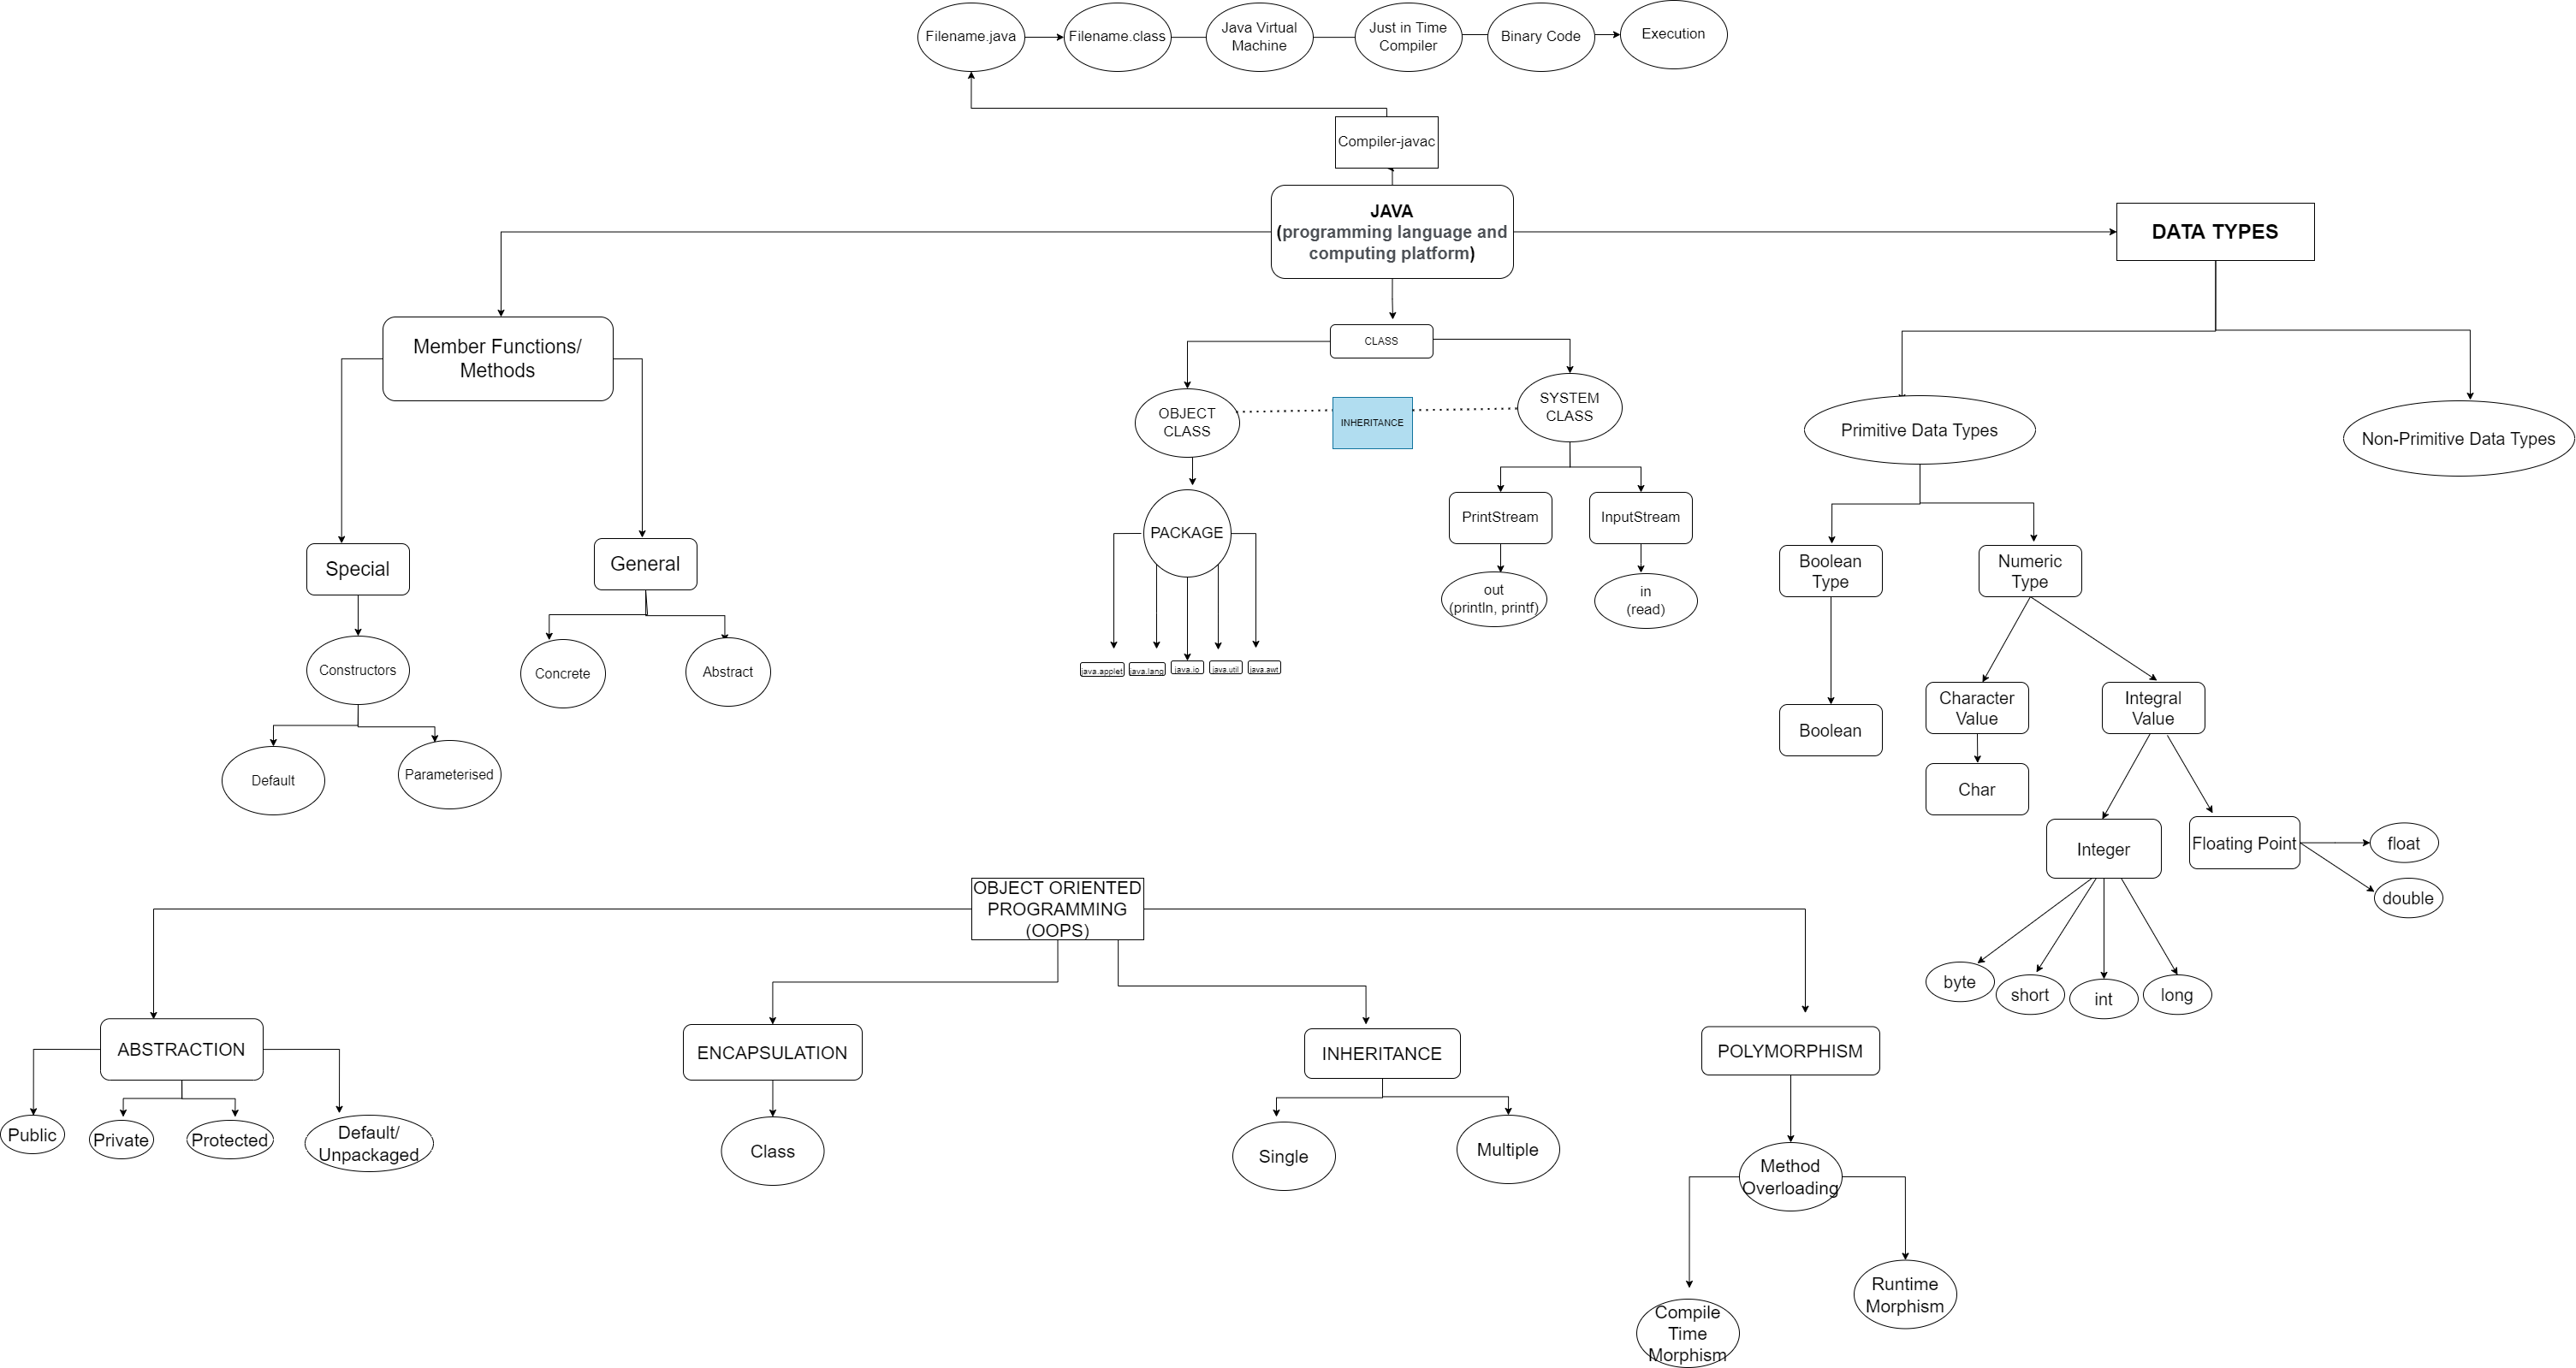 Filename.java
Filename.class
Java Virtual
Machine
Just in Time
Compiler
Binary Code
Execution
Compiler-javac
JAVA
(programming language and
computing platform)
DATA TYPES
Member Functions/
Methods
CLASS
OBJECT
CLASS
INHERITANCE
SYSTEM
CLASS
Primitive Data Types
Non-Primitive Data Types
PACKAGE
PrintStream
InputStream
Special
General
Boolean
Type
Numeric
Type
out
(println, printf)
in
(read)
Constructors
Concrete
Abstract
java.applet
java.lang
java.io
java.util
java.awt
Character
Value
Integral
Value
Boolean
Default
Parameterised
Char
Integer
Floating Point
float
double
OBJECT ORIENTED
PROGRAMMING
(OOPS)
byte
short
int
long
ABSTRACTION
ENCAPSULATION
INHERITANCE
POLYMORPHISM
Public
Private
Protected
Default/
Unpackaged
Class
Single
Multiple
Method
Overloading
Runtime
Morphism
Compile
Time
Morphism